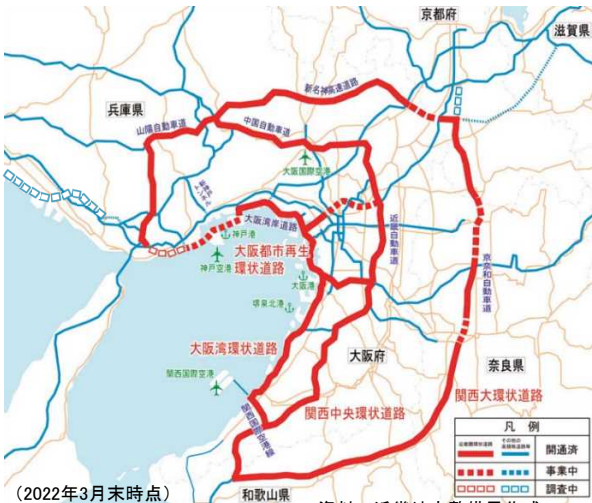 京都府
滋賀県
新名神高速道路
兵庫県
山陽自動車道
中国自動車道
大阪国際空港
大阪湾岸道路
神戸港
大阪都市再生
環状道路
神戸空港
近畿自動車道
大阪港
京奈和自動車道
堺泉北港
大阪湾環状道路
大阪府
奈良県
関西国際空港
関西大環状道路
関西中央環状道路
関西国際空港線
凡 例
開通済
事業中
調査中
(2022年3月末時点)
和歌山県